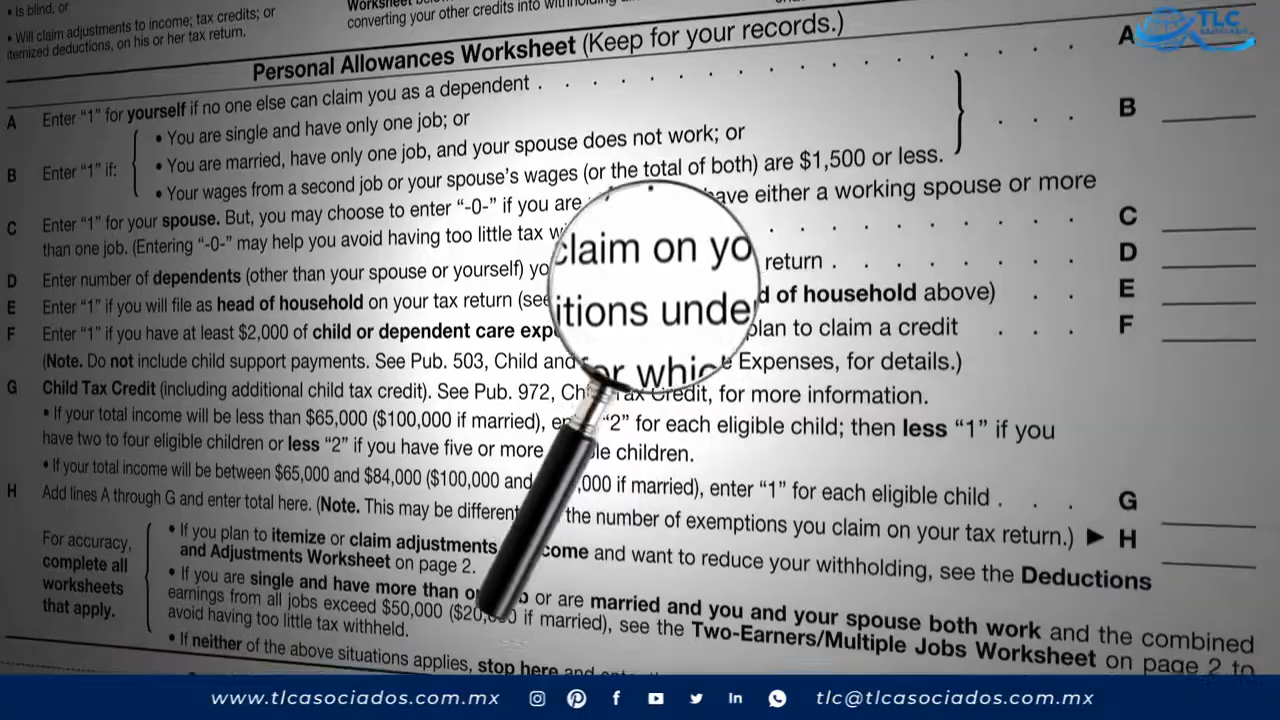 • Is blind, or
• Will claim adjustments to income; tax credits; or
itemized deductions, on his or her tax return.
converting your other credits into withholding
Personal Allowances Worksheet (Keep for your records.)
A Enter “1” for yourself if no one else can claim you as a dependent . . . . . . . . . . . . . . . . . A
• You are single and have only one job; or
B Enter “1” if: • You are married, have only one job, and your spouse does not work; or . . . B
• Your wages from a second job or your spouse’s wages (or the total of both) are $1,500 or less.
C Enter “1” for your spouse. But, you may choose to enter “-0-” if you are have either a working spouse or more
than one job. (Entering “-0-” may help you avoid having too little tax . . . . . . . . . . C
D Enter number of dependents (other than your spouse or yourself) claim on return . . . . . . . . D
E Enter “1” if you will file as head of household on your tax return (see itions of household above) . . E
F Enter “1” if you have at least $2,000 of child or dependent care plan to claim a credit . . . F
(Note. Do not include child support payments. See Pub. 503, Child and Expenses, for details.)
G Child Tax Credit (including additional child tax credit). See Pub. 972, Tax Credit, for more information.
• If your total income will be less than $65,000 ($100,000 if married), “2” for each eligible child; then less “1” if you
have two to four eligible children or less “2” if you have five or more children.
• If your total income will be between $65,000 and $84,000 ($100,000 and ,000 if married), enter “1” for each eligible child . . . G
H Add lines A through G and enter total here. (Note. This may be different the number of exemptions you claim on your tax return.) ▶ H
For accuracy,
complete all
worksheets
that apply.
• If you plan to itemize or claim adjustments and want to reduce your withholding, see the Deductions
and Adjustments Worksheet on page 2.
• If you are single and have more than or are married and you and your spouse both work and the combined
earnings from all jobs exceed $50,000 if married), see the Two-Earners/Multiple Jobs Worksheet on page 2 to
avoid having too little tax withheld.
• If neither of the above situations applies, stop here and
TLC
www.tlcasociados.com.mx tlc@tlcasociados.com.mx